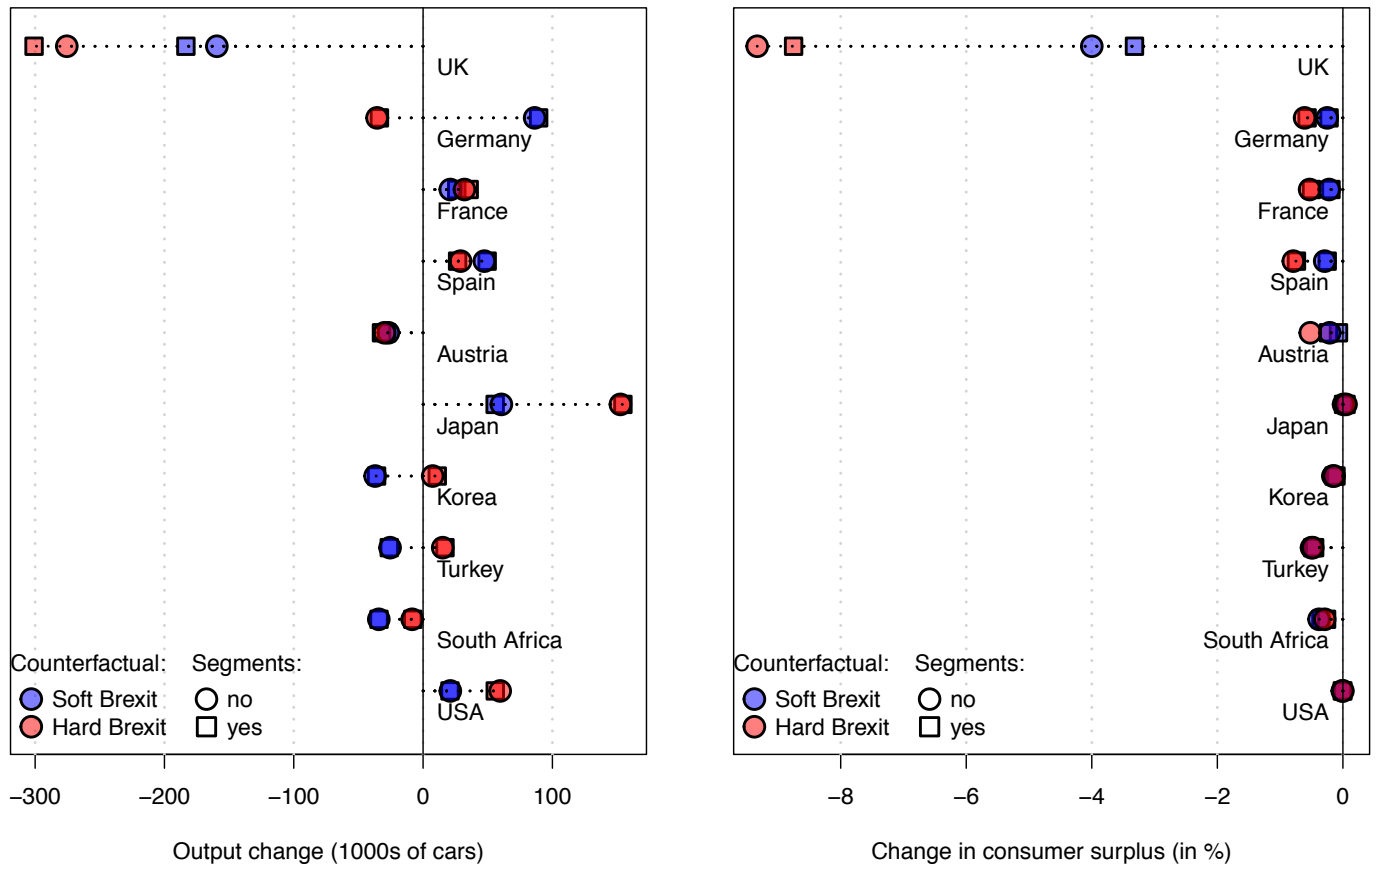 UK
Germany
France
Spain
Austria
Japan
Korea
Turkey
South Africa
USA
Counterfactual:
Soft Brexit
Hard Brexit
Segments:
no
yes
−300 −200 −100 0 100
Output change (1000s of cars)
UK
Germany
France
Spain
Austria
Japan
Korea
Turkey
South Africa
USA
Counterfactual:
Soft Brexit
Hard Brexit
Segments:
no
yes
−8 −6 −4 −2 0
Change in consumer surplus (in %)